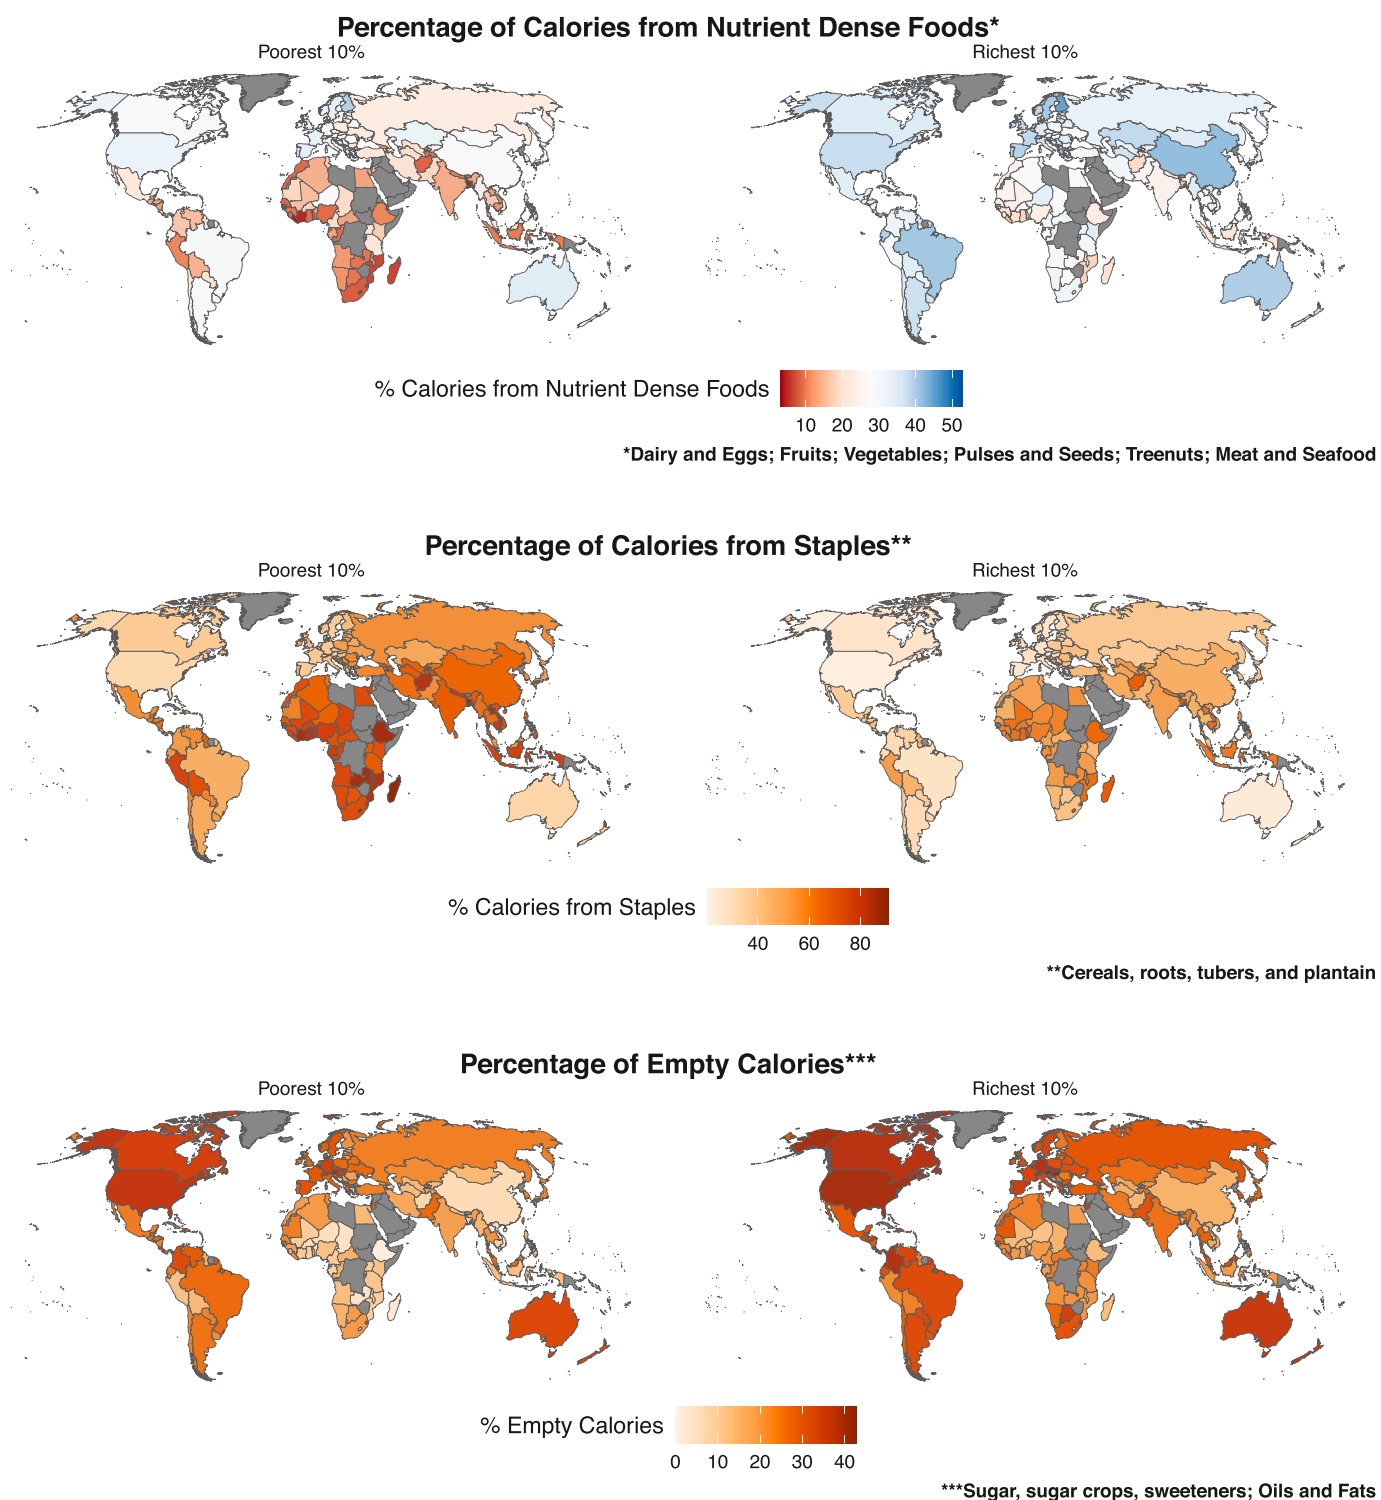 Percentage of Calories from Nutrient Dense Foods*
Poorest 10%
Richest 10%
% Calories from Nutrient Dense Foods
10 20 30 40 50
*Dairy and Eggs; Fruits; Vegetables; Pulses and Seeds; Treenuts; Meat and Seafood
Percentage of Calories from Staples**
Poorest 10%
Richest 10%
% Calories from Staples
40 60 80
**Cereals, roots, tubers, and plantain
Percentage of Empty Calories***
Poorest 10%
Richest 10%
% Empty Calories
0 10 20 30 40
***Sugar, sugar crops, sweeteners; Oils and Fats